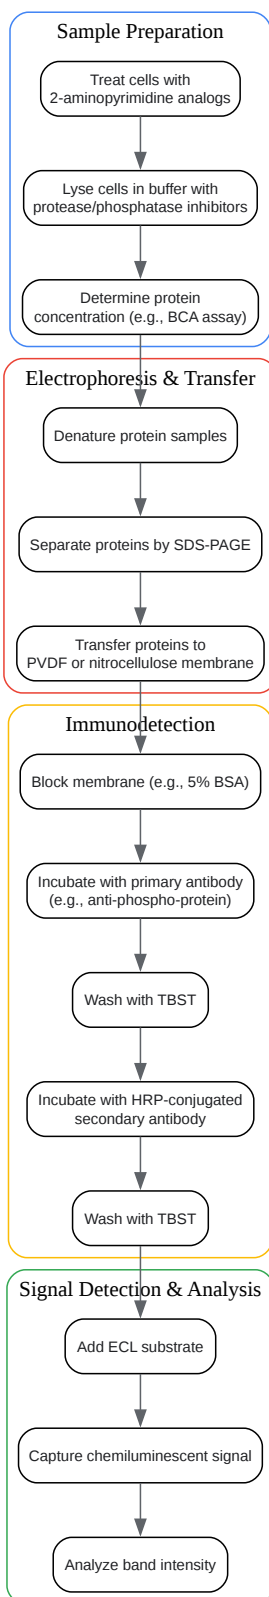 Sample Preparation
Treat cells with
2-aminopyrimidine analogs
Lyse cells in buffer with
protease/phosphatase inhibitors
Determine protein
concentration (e.g., BCA assay)
Electrophoresis & Transfer
Denature protein samples
Separate proteins by SDS-PAGE
Transfer proteins to
PVDF or nitrocellulose membrane
Immunodetection
Block membrane (e.g., 5% BSA)
Incubate with primary antibody
(e.g., anti-phospho-protein)
Wash with TBST
Incubate with HRP-conjugated
secondary antibody
Wash with TBST
Signal Detection & Analysis
Add ECL substrate
Capture chemiluminescent signal
Analyze band intensity